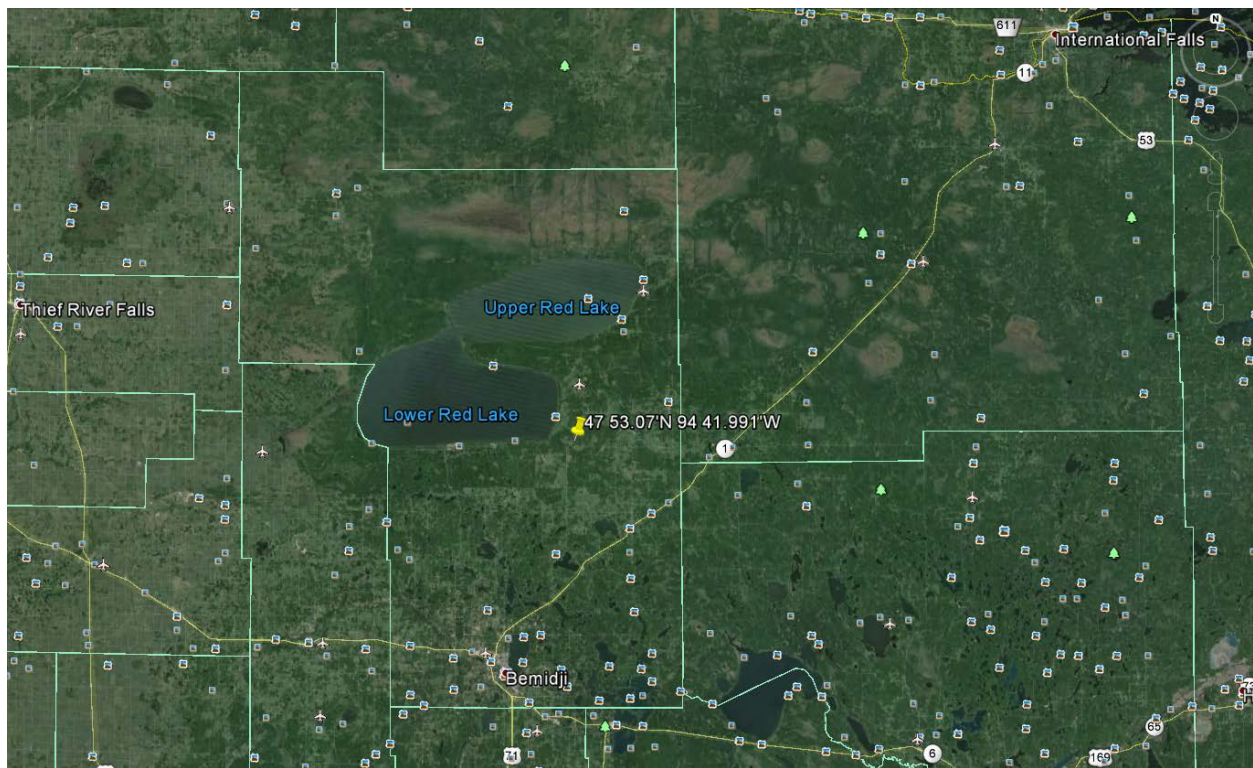 611
N
International Falls
11
53
Upper Red Lake
Thief River Falls
Lower Red Lake
47 53.07'N 94 41.991'W
1
Bemidji
65
71
6
169